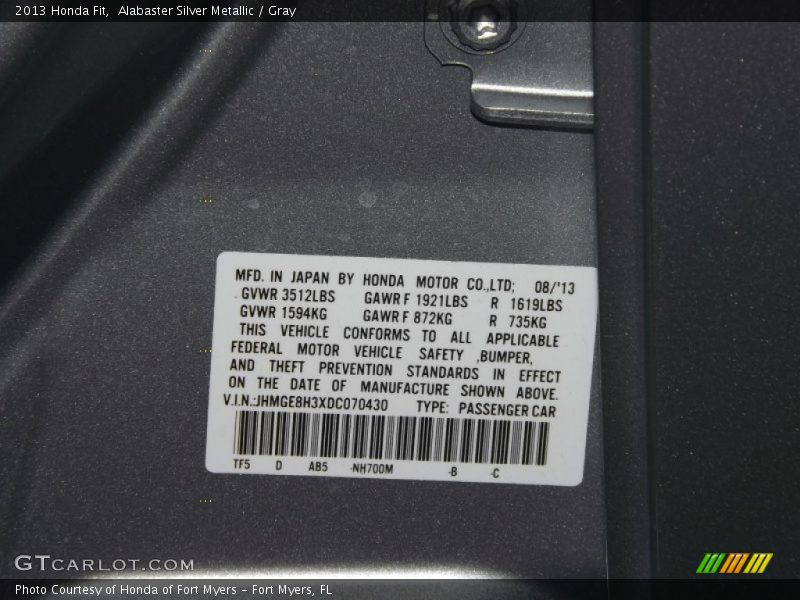 2013 Honda Fit,  Alabaster Silver Metallic / Gray
MFD. IN JAPAN BY HONDA MOTOR CO.,LTD; 08/'13
GVWR 3512LBS GAWR F 1921LBS R 1619LBS
GVWR 1594KG GAWR F 872KG R 735KG
THIS VEHICLE CONFORMS TO ALL APPLICABLE
FEDERAL MOTOR VEHICLE SAFETY ,BUMPER,
AND THEFT PREVENTION STANDARDS IN EFFECT
ON THE DATE OF MANUFACTURE SHOWN ABOVE.
V.I.N.:JHMGE8H3XDC070430 TYPE: PASSENGER CAR
TF5 D AB5 -NH700M -B -C
GTCARLOT.COM
Photo Courtesy of Honda of Fort Myers - Fort Myers, FL